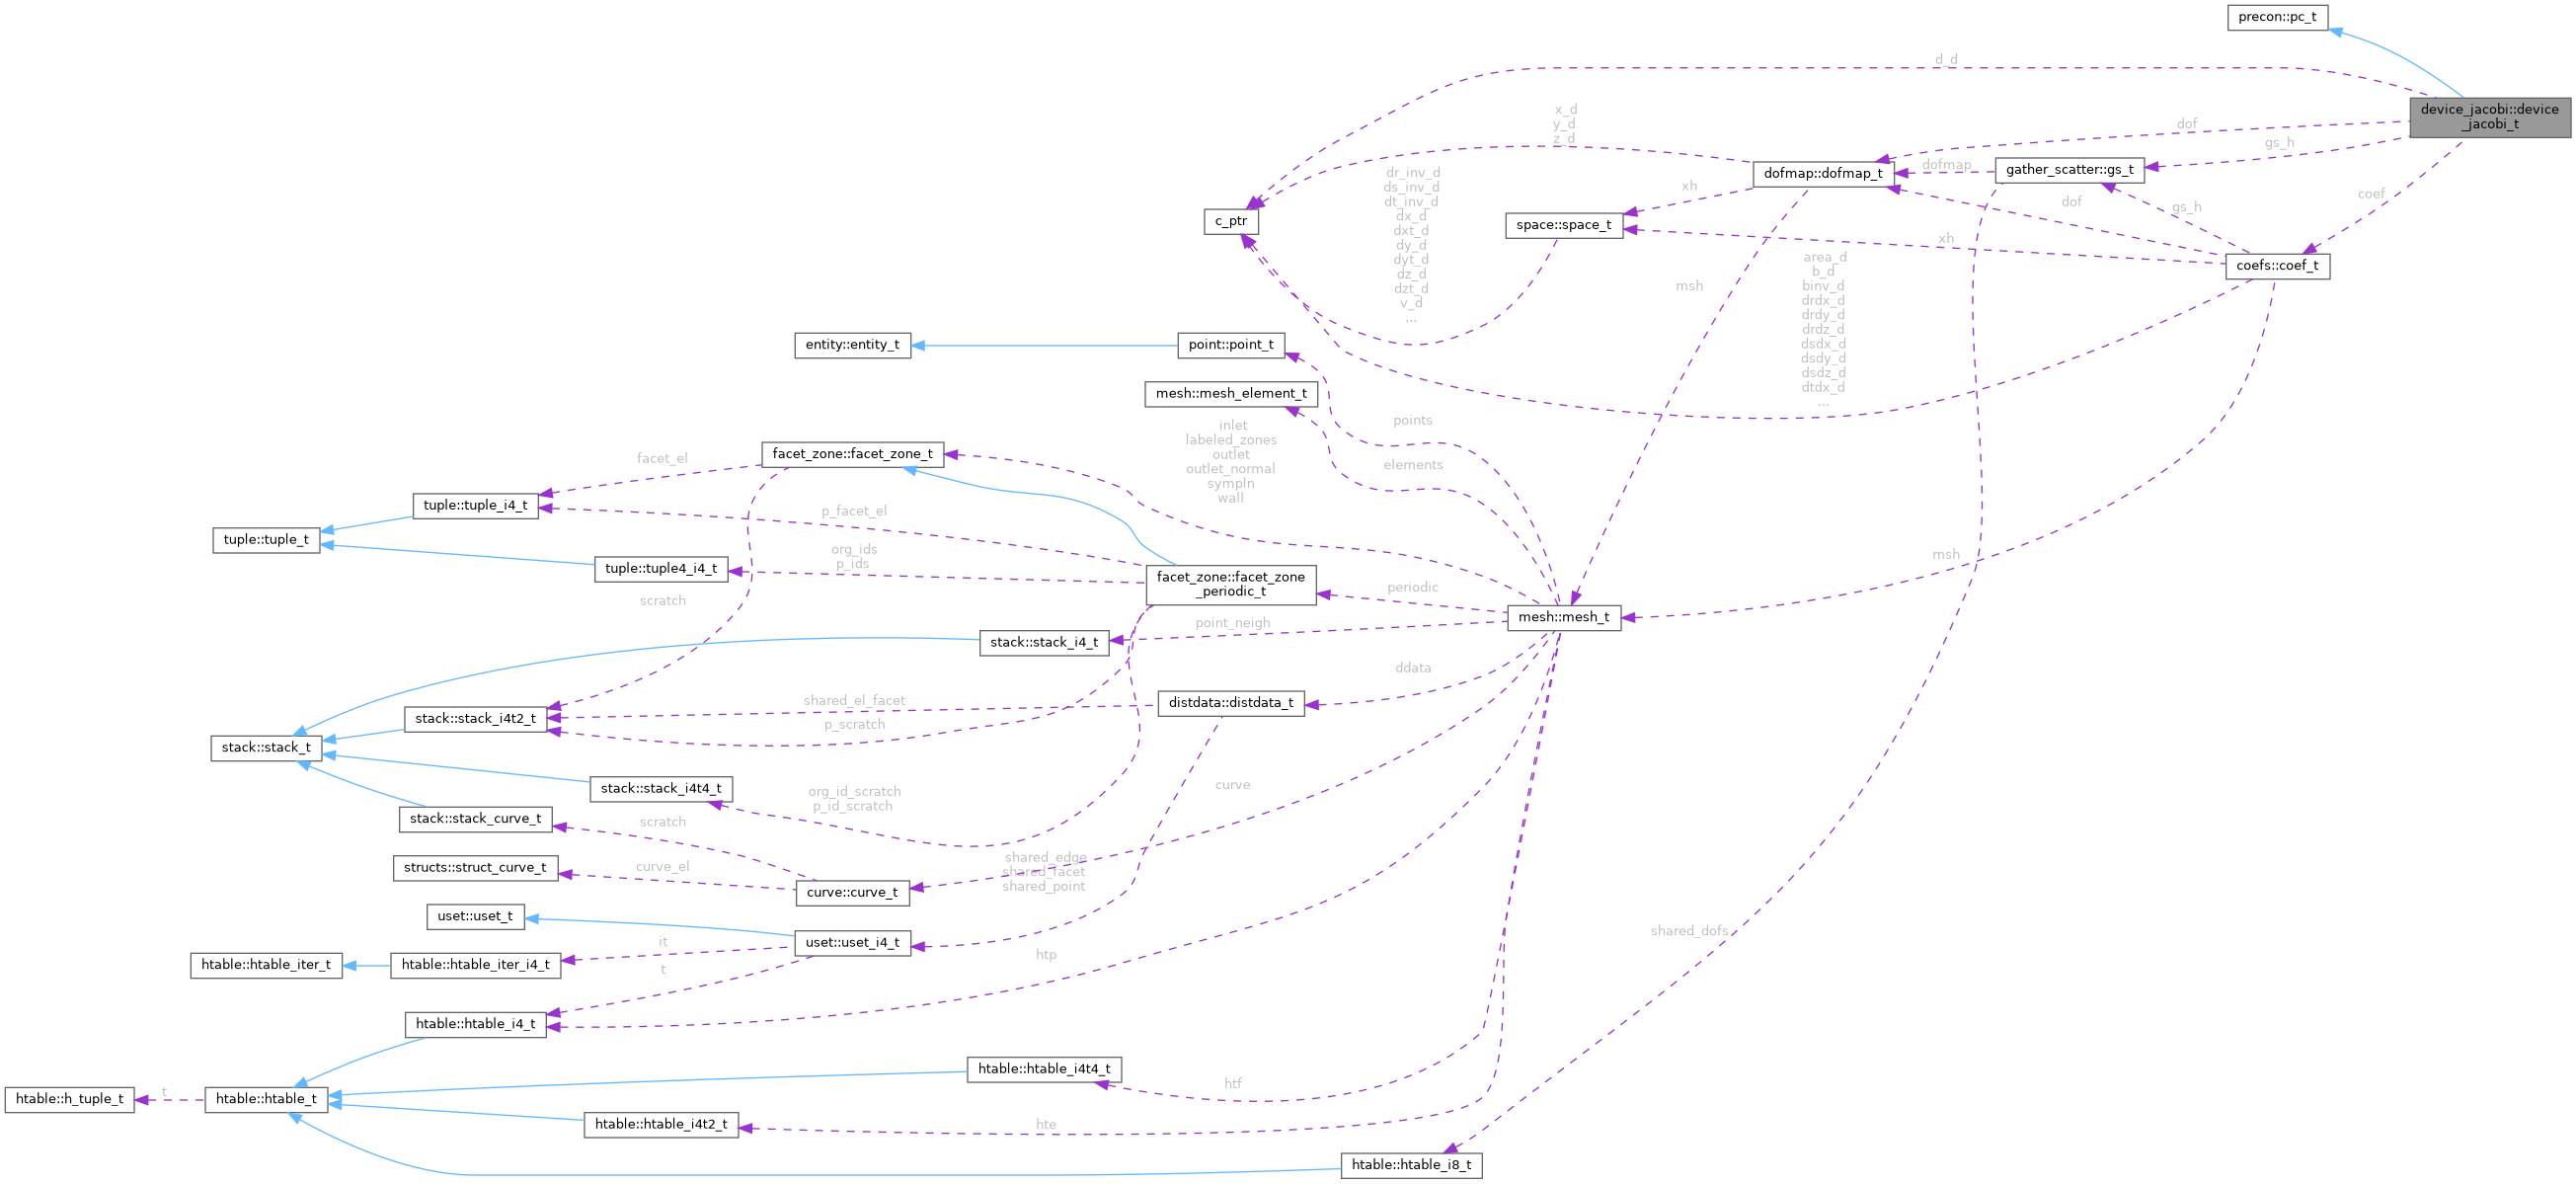 precon::pc_t
d_d
device_jacobi::device
_jacobi_t
x_d
y_d
z_d
dof
gs_h
dofmap
dofmap::dofmap_t
gather_scatter::gs_t
dr_inv_d
ds_inv_d
dt_inv_d
dx_d
dxt_d
dy_d
dyt_d
dz_d
dzt_d
v_d
...
xh
coef
dof
gs_h
c_ptr
space::space_t
xh
coefs::coef_t
area_d
b_d
binv_d
drdx_d
drdy_d
drdz_d
dsdx_d
dsdy_d
dsdz_d
dtdx_d
...
msh
entity::entity_t
point::point_t
mesh::mesh_element_t
points
inlet
labeled_zones
outlet
outlet_normal
sympln
wall
elements
facet_zone::facet_zone_t
facet_el
tuple::tuple_i4_t
p_facet_el
tuple::tuple_t
org_ids
p_ids
tuple::tuple4_i4_t
msh
facet_zone::facet_zone
_periodic_t
periodic
scratch
mesh::mesh_t
point_neigh
stack::stack_i4_t
ddata
shared_el_facet
distdata::distdata_t
stack::stack_i4t2_t
p_scratch
stack::stack_t
stack::stack_i4t4_t
org_id_scratch
p_id_scratch
curve
stack::stack_curve_t
scratch
shared_edge
shared_facet
shared_point
structs::struct_curve_t
curve_el
curve::curve_t
uset::uset_t
shared_dofs
uset::uset_i4_t
it
htable::htable_iter_t
htable::htable_iter_i4_t
t
htp
htable::htable_i4_t
htable::htable_i4t4_t
htf
htable::h_tuple_t
t
htable::htable_t
htable::htable_i4t2_t
hte
htable::htable_i8_t